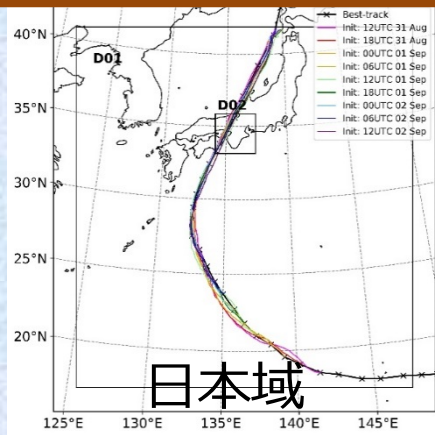 40°N
35°N
30°N
25°N
20°N
125°E
130°E
135°E
140°E
145°E
D01
D02
Best-track
Init: 12UTC 31 Aug
Init: 18UTC 31 Aug
Init: 00UTC 01 Sep
Init: 06UTC 01 Sep
Init: 12UTC 01 Sep
Init: 18UTC 01 Sep
Init: 00UTC 02 Sep
Init: 06UTC 02 Sep
Init: 12UTC 02 Sep
日本域